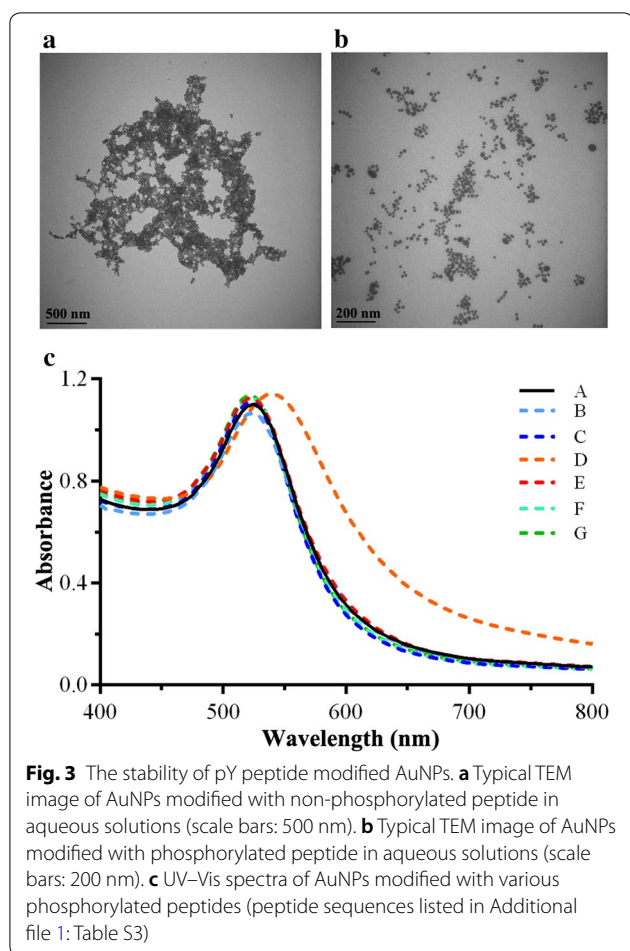 a
b
500 nm
200 nm
c
1.2
0.8
0.4
0.0
Absorbance
400
500
600
700
800
Wavelength (nm)
A
B
C
D
E
F
G
Fig. 3 The stability of pY peptide modified AuNPs. a Typical TEM
image of AuNPs modified with non-phosphorylated peptide in
aqueous solutions (scale bars: 500 nm). b Typical TEM image of AuNPs
modified with phosphorylated peptide in aqueous solutions (scale
bars: 200 nm). c UV–Vis spectra of AuNPs modified with various
phosphorylated peptides (peptide sequences listed in Additional
file 1: Table S3)